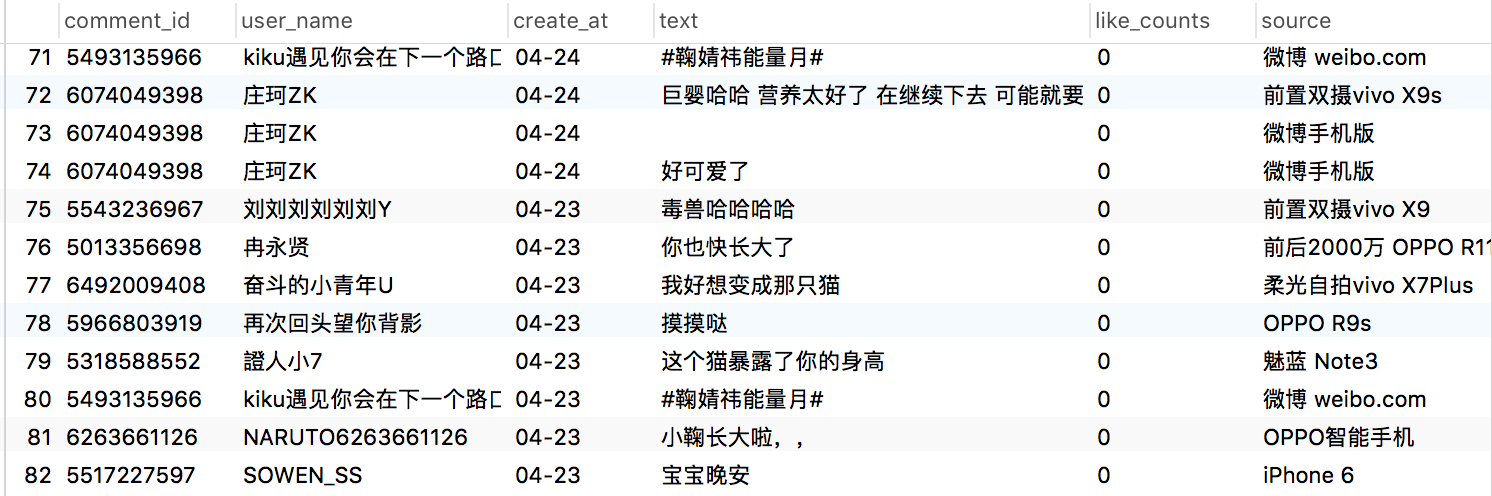 comment_id user_name create_at text like_counts source
71 5493135966 kiku遇见你会在下一个路口 04-24 #鞠婧祎能量月# 0 微博 weibo.com
72 6074049398 庄珂ZK 04-24 巨婴哈哈 营养太好了 在继续下去 可能就要 0 前置双摄vivo X9s
73 6074049398 庄珂ZK 04-24 0 微博手机版
74 6074049398 庄珂ZK 04-24 好可爱了 0 微博手机版
75 5543236967 刘刘刘刘刘刘Y 04-23 毒兽哈哈哈哈 0 前置双摄vivo X9
76 5013356698 冉永贤 04-23 你也快长大了 0 前后2000万 OPPO R11
77 6492009408 奋斗的小青年U 04-23 我好想变成那只猫 0 柔光自拍vivo X7Plus
78 5966803919 再次回头望你背影 04-23 摸摸哒 0 OPPO R9s
79 5318588552 證人小7 04-23 这个猫暴露了你的身高 0 魅蓝 Note3
80 5493135966 kiku遇见你会在下一个路口 04-23 #鞠婧祎能量月# 0 微博 weibo.com
81 6263661126 NARUTO6263661126 04-23 小鞠长大啦，， 0 OPPO智能手机
82 5517227597 SOWEN_SS 04-23 宝宝晚安 0 iPhone 6